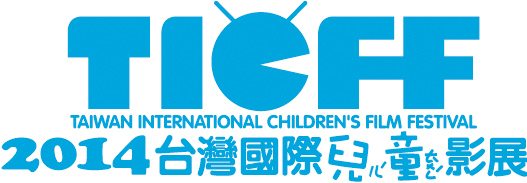 TICFF
TAIWAN INTERNATIONAL CHILDREN'S FILM FESTIVAL
2014台灣國際兒童影展